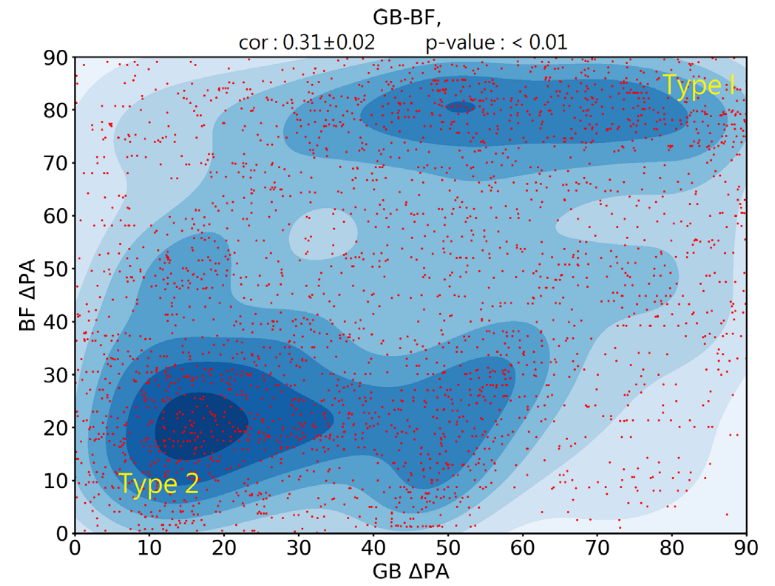 GB-BF,
cor : 0.31±0.02 p-value : < 0.01
90
80
70
60
50
40
30
20
10
0
BF ΔPA
Type I
Type 2
0 10 20 30 40 50 60 70 80 90
GB ΔPA